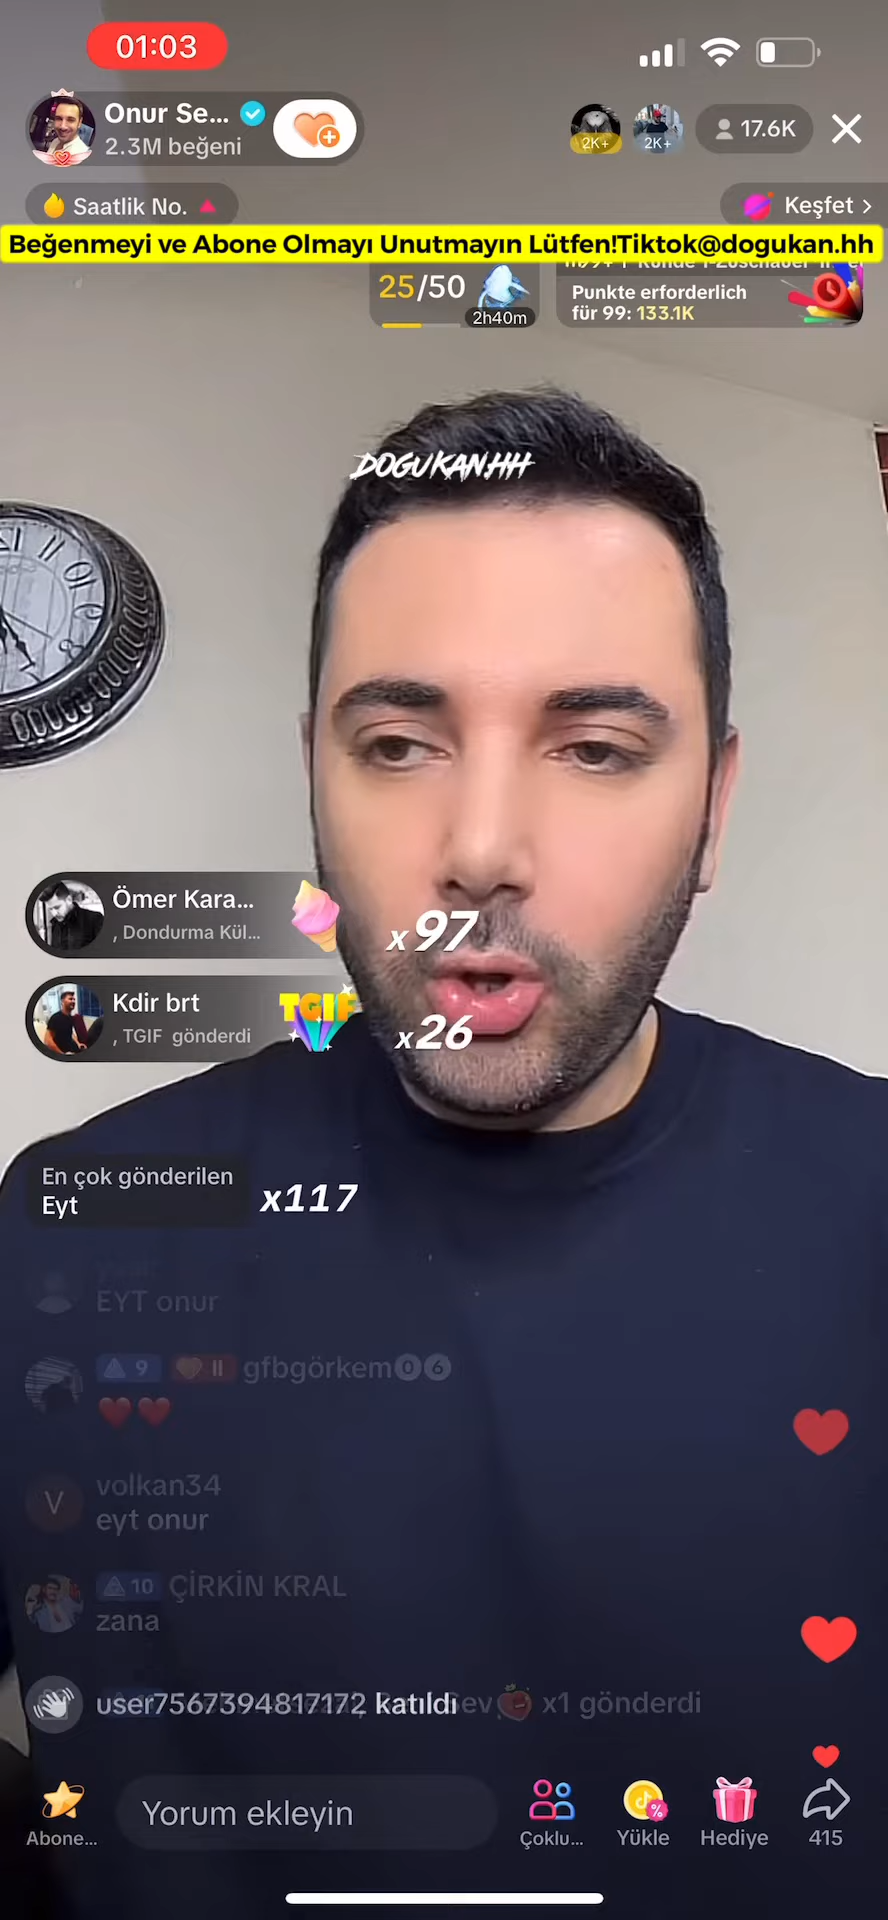 01:03
Onur Se...
2.3M beğeni
2K+
2K+
17.6K
Saatlik No.
Keşfet >
Beğenmeyi ve Abone Olmayı Unutmayın Lütfen!Tiktok@dogukan.hh
25/50
2h40m
Punkte erforderlich
für 99: 133.1K
DOGUKAN.HH
Ömer Kara...
, Dondurma Kül...
x97
Kdir brt
, TGIF gönderdi
TGIF
x26
En çok gönderilen
Eyt
x117
EYT onur
9 II gfbgörkem06
V
volkan34
eyt onur
10 ÇİRKİN KRAL
zana
user7567394817172 katıldı
x1 gönderdi
Abone...
Yorum ekleyin
Çoklu...
Yükle
Hediye
415